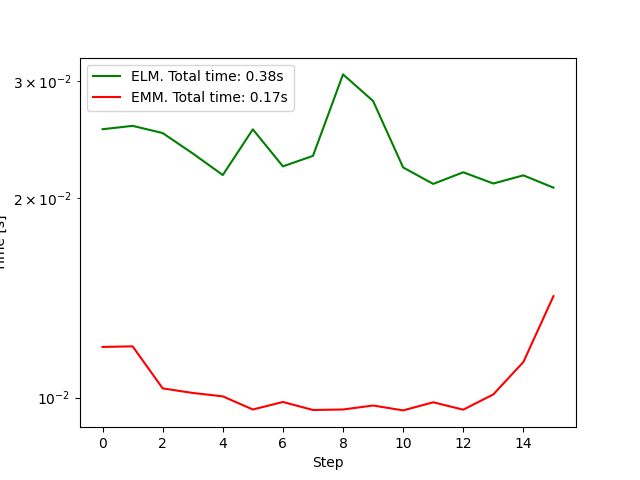 ELM. Total time: 0.38s
EMM. Total time: 0.17s
3 × 10⁻²
2 × 10⁻²
10⁻²
0 2 4 6 8 10 12 14
Step